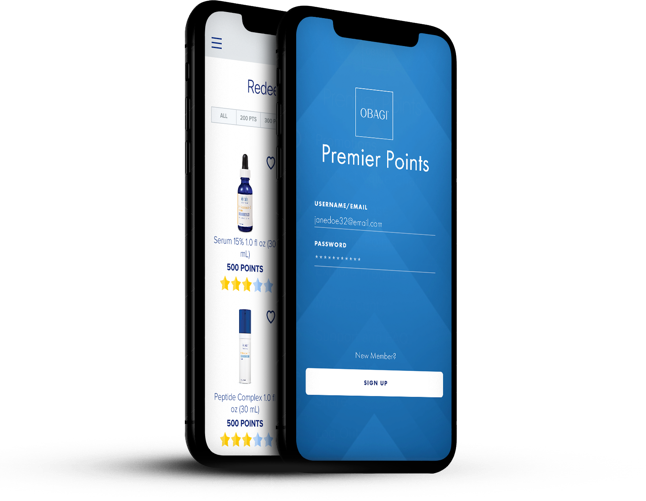 Redee
ALL
200 PTS
Serum 15% 1.0 fl oz (30
mL)
500 POINTS
Peptide Complex 1.0 f
oz (30 mL)
500 POINTS
OBAGI
Premier Points
USERNAME/EMAIL
janedoe32@email.com
PASSWORD
New Member?
SIGN UP